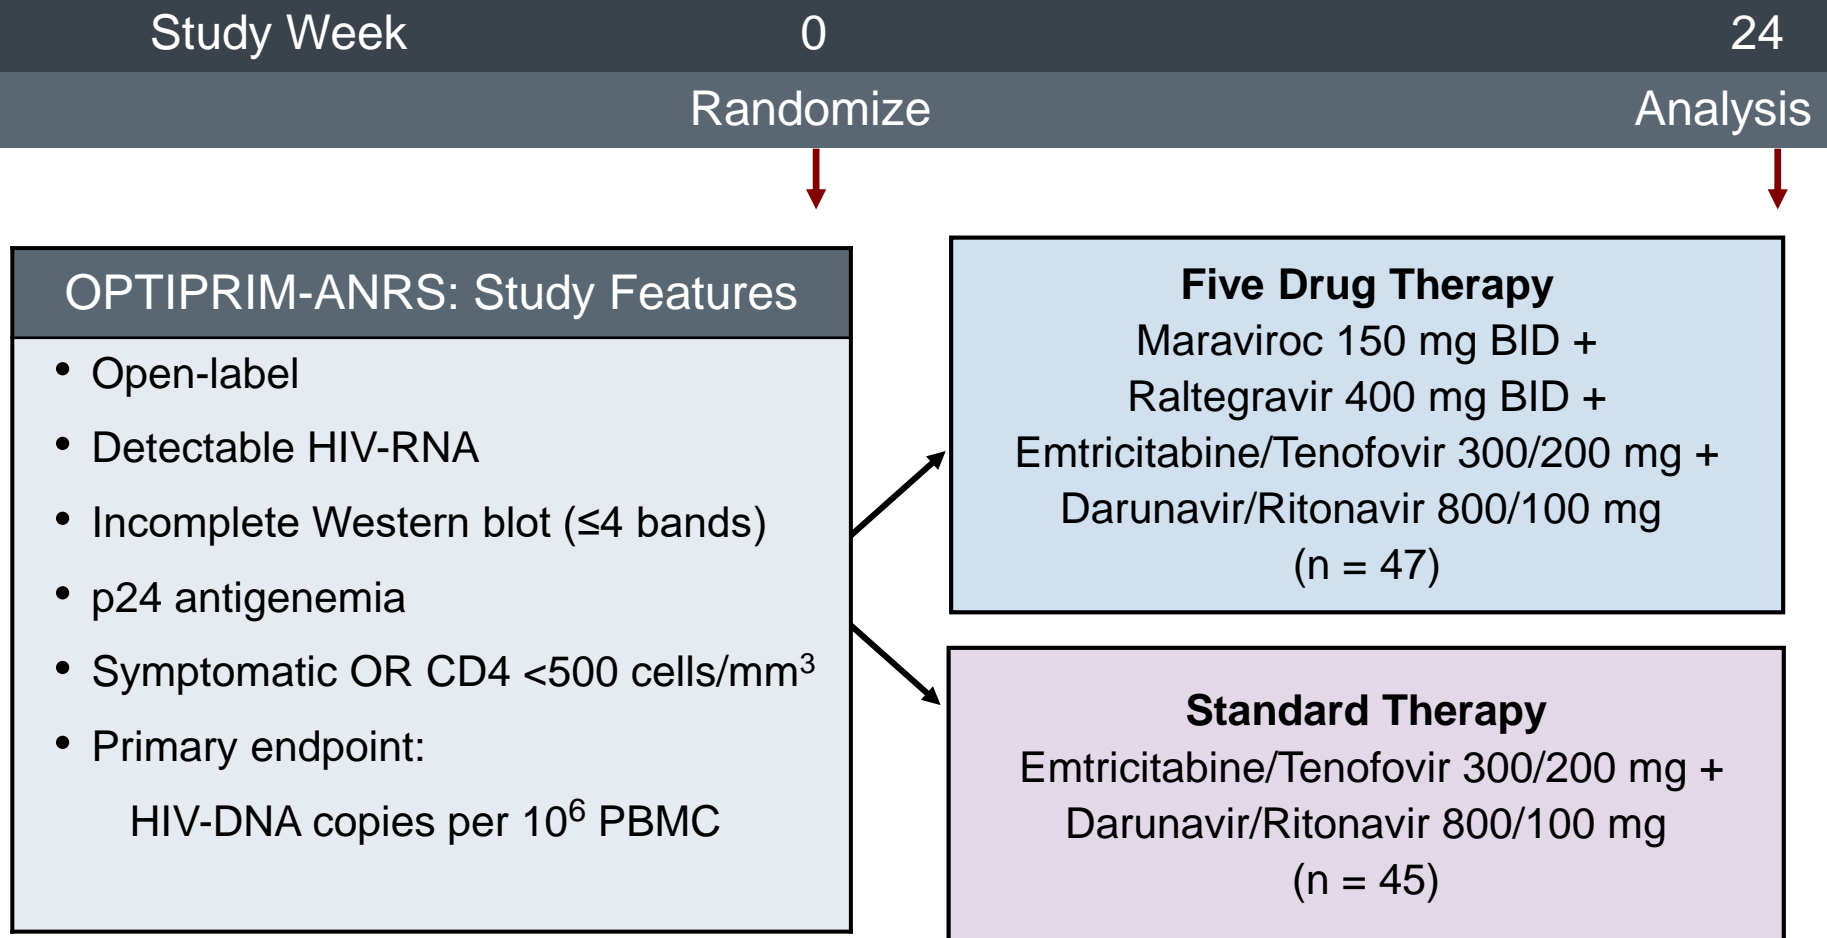 Study Week 0 24
Randomize Analysis
OPTIPRIM-ANRS: Study Features
• Open-label
• Detectable HIV-RNA
• Incomplete Western blot (≤4 bands)
• p24 antigenemia
• Symptomatic OR CD4 <500 cells/mm³
• Primary endpoint:
HIV-DNA copies per 10⁶ PBMC
Five Drug Therapy
Maraviroc 150 mg BID +
Raltegravir 400 mg BID +
Emtricitabine/Tenofovir 300/200 mg +
Darunavir/Ritonavir 800/100 mg
(n = 47)
Standard Therapy
Emtricitabine/Tenofovir 300/200 mg +
Darunavir/Ritonavir 800/100 mg
(n = 45)